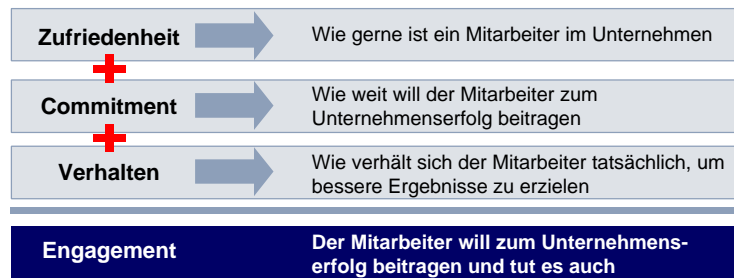 Zufriedenheit
Wie gerne ist ein Mitarbeiter im Unternehmen
Commitment
Wie weit will der Mitarbeiter zum
Unternehmenserfolg beitragen
Verhalten
Wie verhält sich der Mitarbeiter tatsächlich, um
bessere Ergebnisse zu erzielen
Engagement
Der Mitarbeiter will zum Unternehmens-
erfolg beitragen und tut es auch